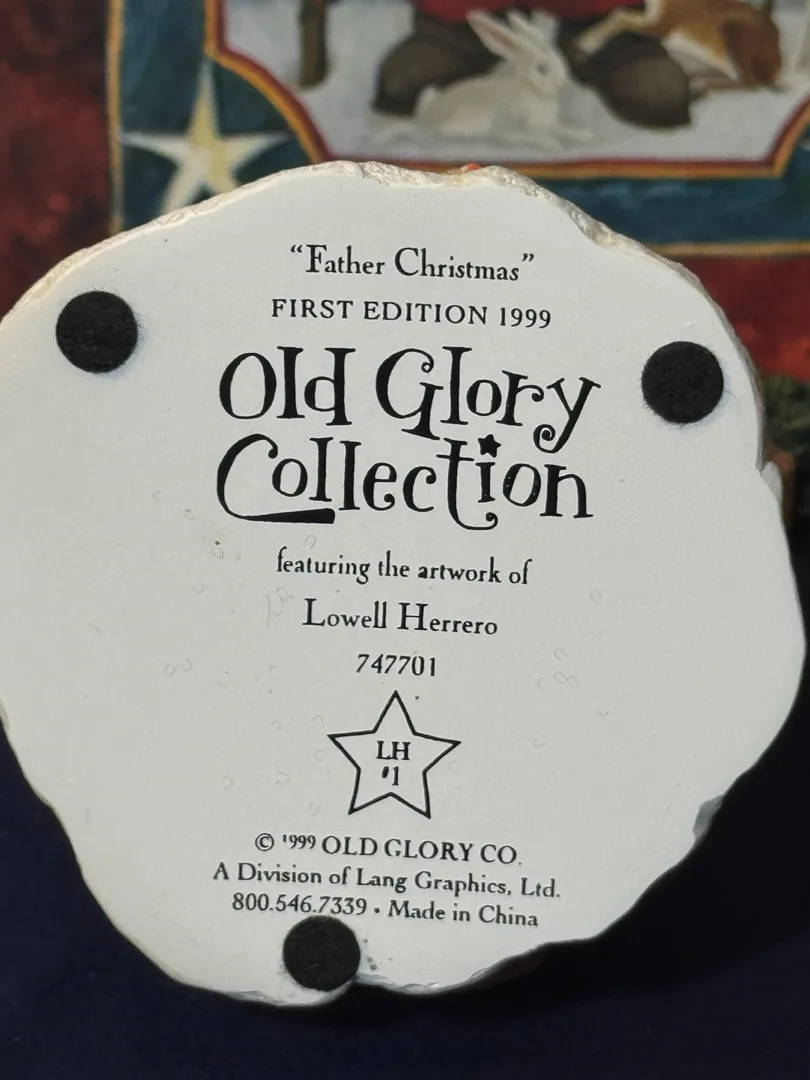 “Father Christmas”
FIRST EDITION 1999
Old Glory
Collection
featuring the artwork of
Lowell Herrero
747701
LH
#1
© 1999 OLD GLORY CO.
A Division of Lang Graphics, Ltd.
800.546.7339 • Made in China